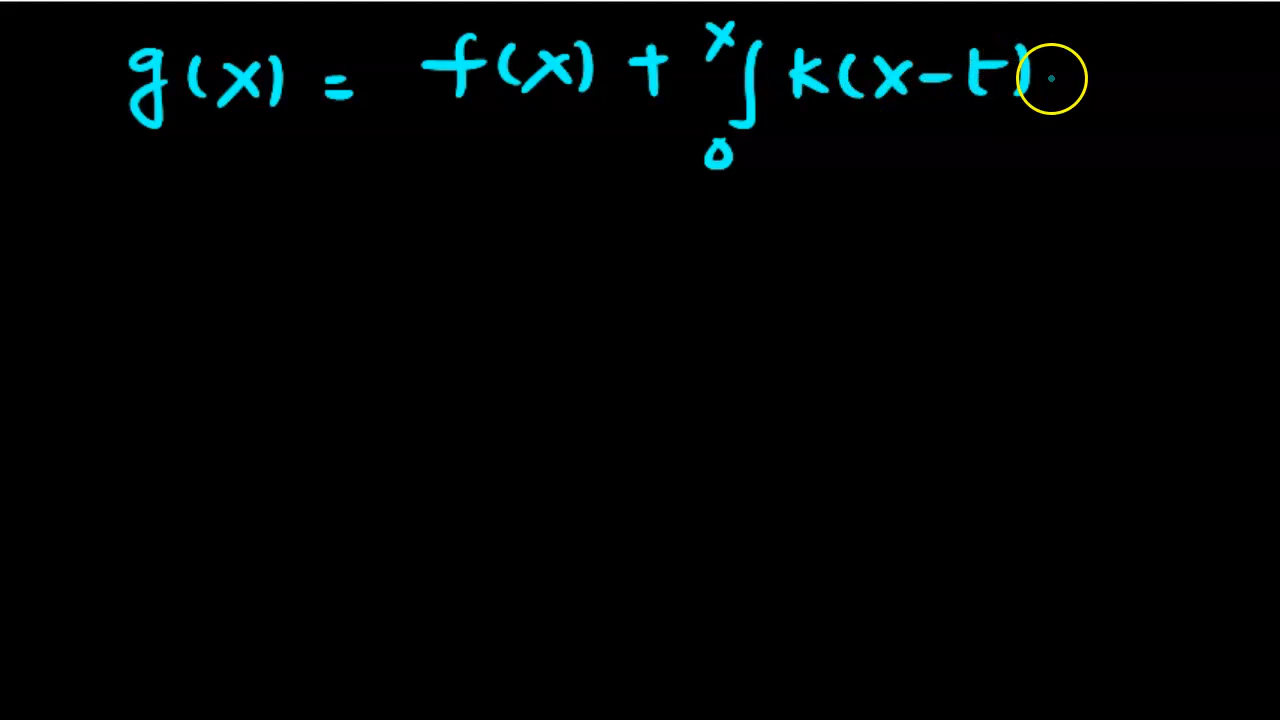 g(x) = f(x) + ∫₀ˣ k(x-t)